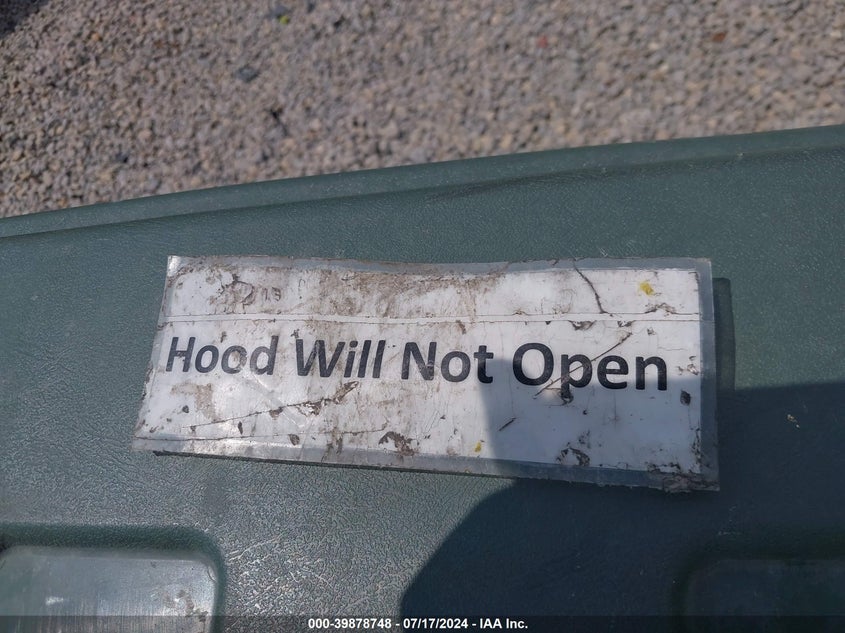 Hood Will Not Open
000-39878748 - 07/17/2024 - IAA Inc.